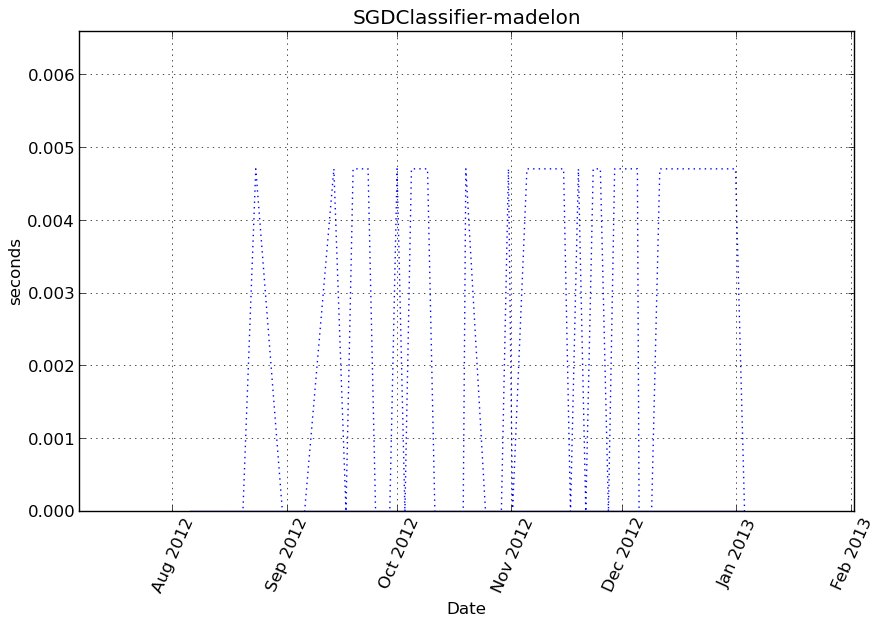 SGDClassifier-madelon
0.006
0.005
0.004
0.003
0.002
0.001
0.000
seconds
Aug 2012
Sep 2012
Oct 2012
Nov 2012
Dec 2012
Jan 2013
Feb 2013
Date